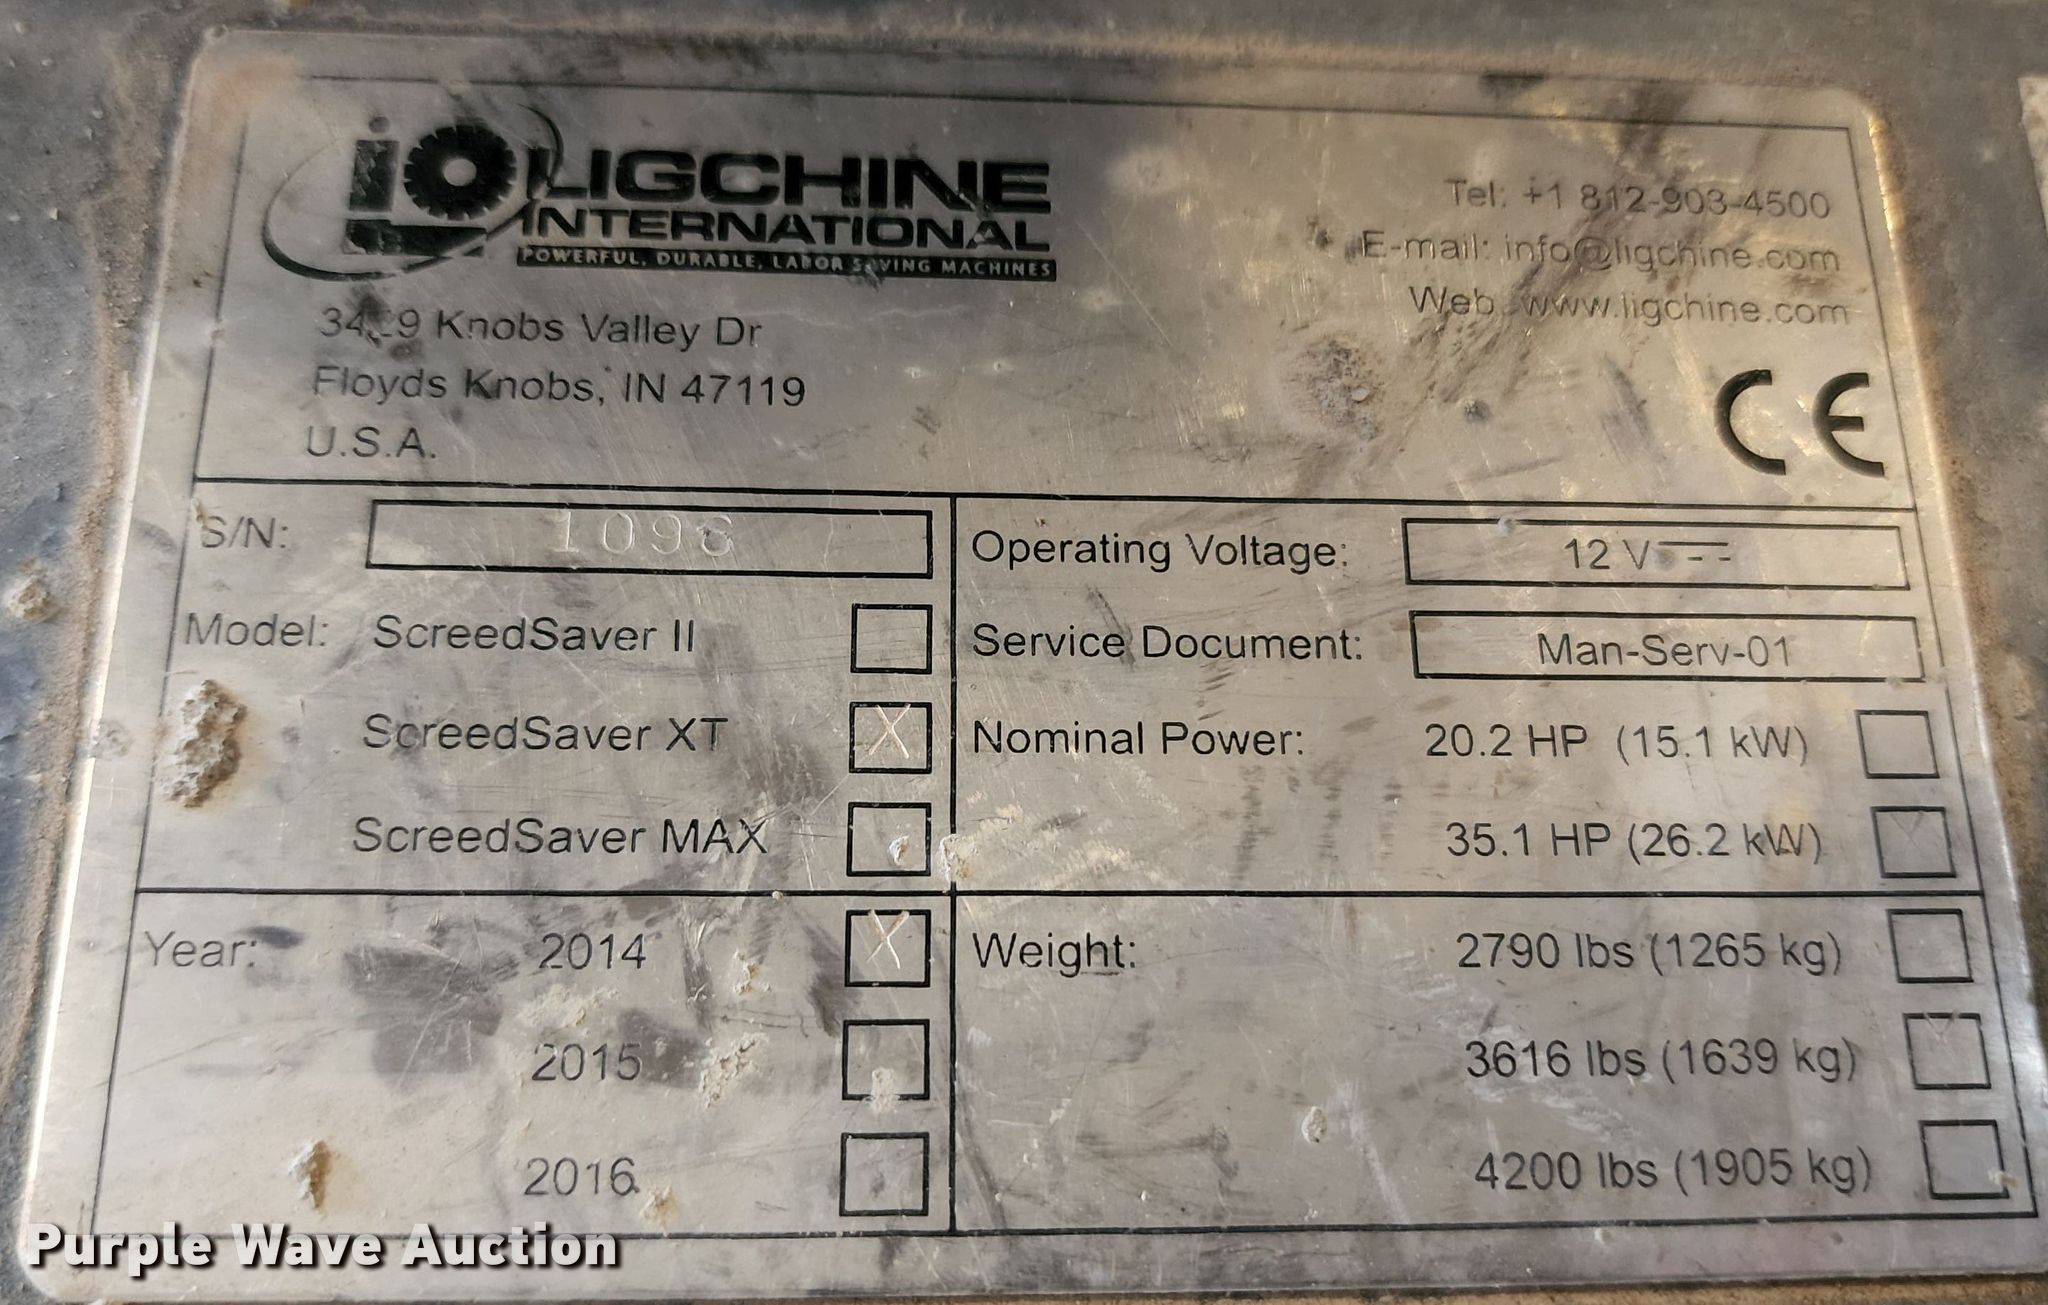 LIGCHINE
INTERNATIONAL
POWERFUL, DURABLE, LABOR SAVING MACHINES
Knobs Valley Dr
Floyds Knobs, IN 47119
U.S.A.
Tel: +1 812-903-4500
E-mail: info@ligchine.com
Web: www.ligchine.com
CE
S/N:
Model: ScreedSaver II
ScreedSaver XT X
ScreedSaver MAX
Year: 2014 X
2015
2016
Operating Voltage: 12 V
Service Document: Man-Serv-01
Nominal Power: 20.2 HP (15.1 kW)
35.1 HP (26.2 kW)
Weight: 2790 lbs (1265 kg)
3616 lbs (1639 kg)
4200 lbs (1905 kg)
Purple Wave Auction